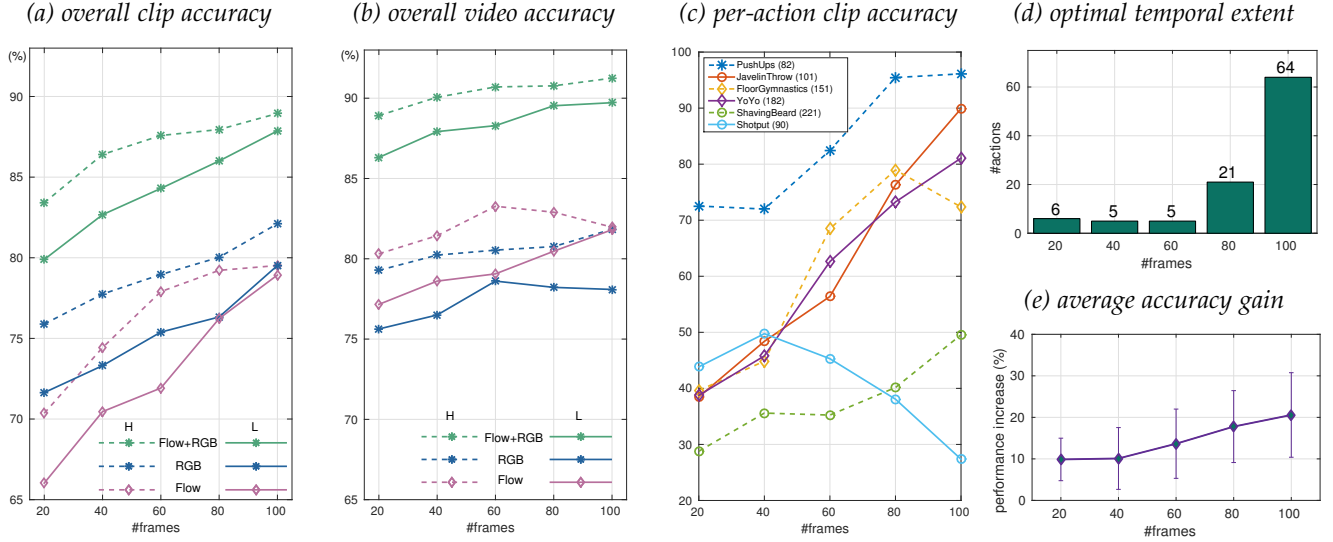 (a) overall clip accuracy
(%)
90
85
80
75
70
65
20 40 60 80 100
#frames
H L
Flow+RGB
RGB
Flow
(b) overall video accuracy
(%)
90
85
80
75
70
65
20 40 60 80 100
#frames
H L
Flow+RGB
RGB
Flow
(c) per-action clip accuracy
100
90
80
70
60
50
40
30
20
20 40 60 80 100
#frames
PushUps (82)
JavelinThrow (101)
FloorGymnastics (151)
YoYo (182)
ShavingBeard (221)
Shotput (90)
(d) optimal temporal extent
#actions
60
40
20
0
6 5 5 21 64
20 40 60 80 100
#frames
(e) average accuracy gain
performance increase (%)
40
30
20
10
0
20 40 60 80 100
#frames